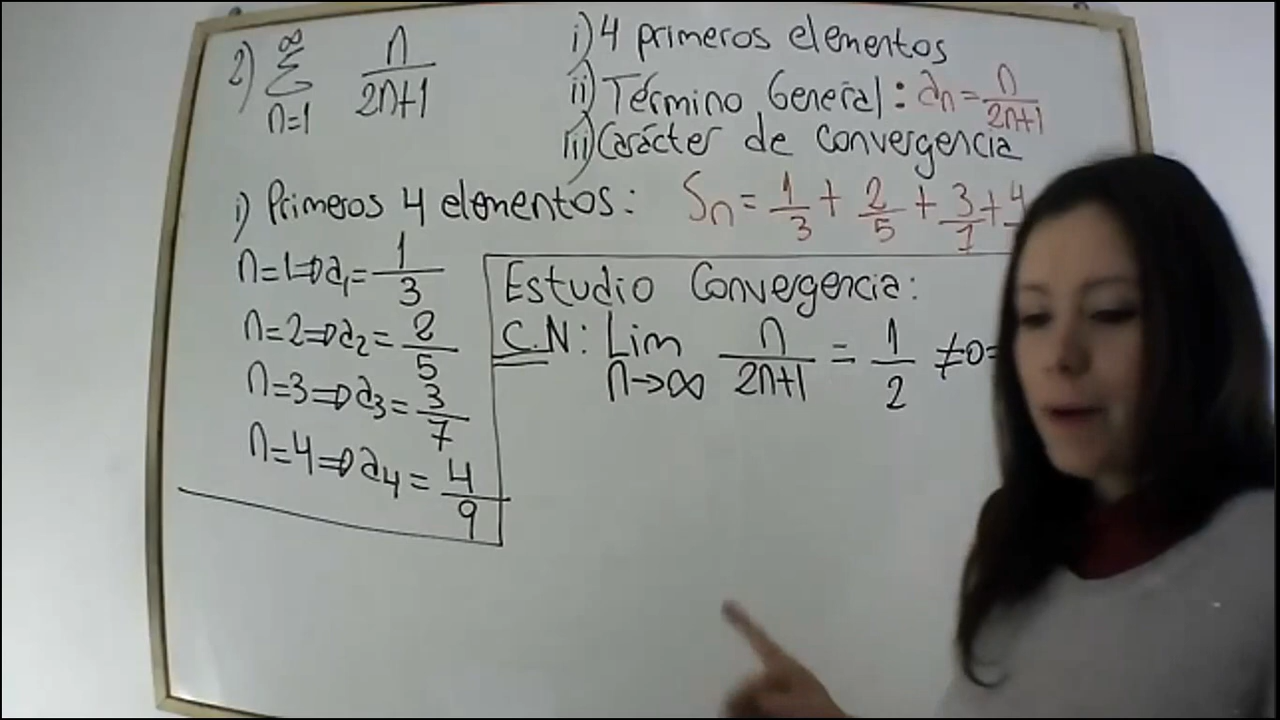 2) ∞ Σ n=1 n/2n+1
i) 4 primeros elementos
ii) Término General: an = n/2n+1
iii) Carácter de Convergencia
i) Primeros 4 elementos: Sn = 1/3 + 2/5 + 3/7 + 4
n=1 ⇒ a1 = 1/3
n=2 ⇒ a2 = 2/5
n=3 ⇒ a3 = 3/7
n=4 ⇒ a4 = 4/9
Estudio Convergencia:
C.N: Lim n→∞ n/2n+1 = 1/2 ≠0=